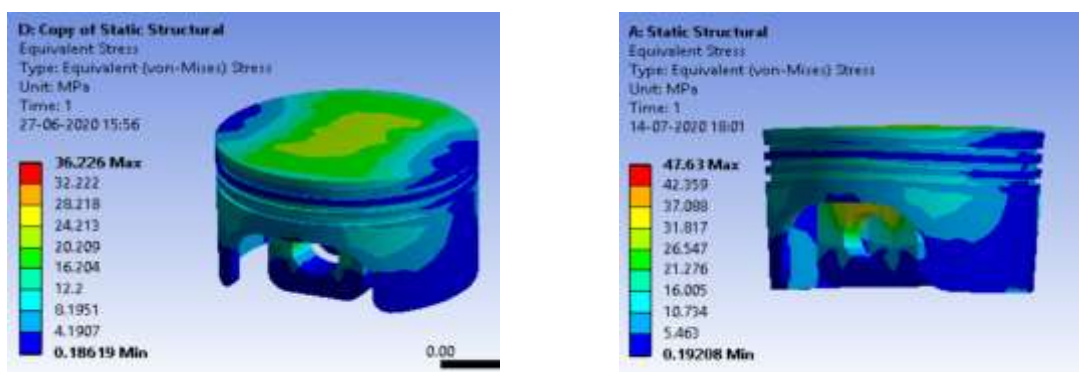 D: Copy of Static Structural
Equivalent Stress
Type: Equivalent (von-Mises) Stress
Unit: MPa
Time: 1
27-06-2020 15:56
36.226 Max
32.222
28.218
24.213
20.209
16.204
12.2
8.1951
4.1907
0.18619 Min
0.00
A: Static Structural
Equivalent Stress
Type: Equivalent (von-Mises) Stress
Unit: MPa
Time: 1
14-07-2020 18:01
47.63 Max
42.359
37.088
31.817
26.547
21.276
16.005
10.734
5.463
0.19208 Min